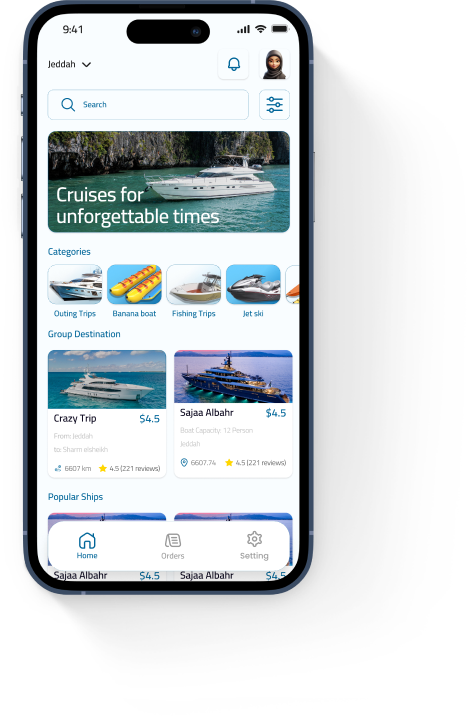 9:41
Jeddah
Search
Cruises for
unforgettable times
Categories
Outing Trips
Banana boat
Fishing Trips
Jet ski
Group Destination
Crazy Trip $4.5
From:Jeddah
to: Sharm elsheikh
6607 km 4.5 (221 reviews)
Sajaa Albahr $4.5
Boat Capacity: 12 Person
Jeddah
6607.74 4.5 (221 reviews)
Popular Ships
Home
Orders
Setting
Sajaa Albahr $4.5
Sajaa Albahr $4.5